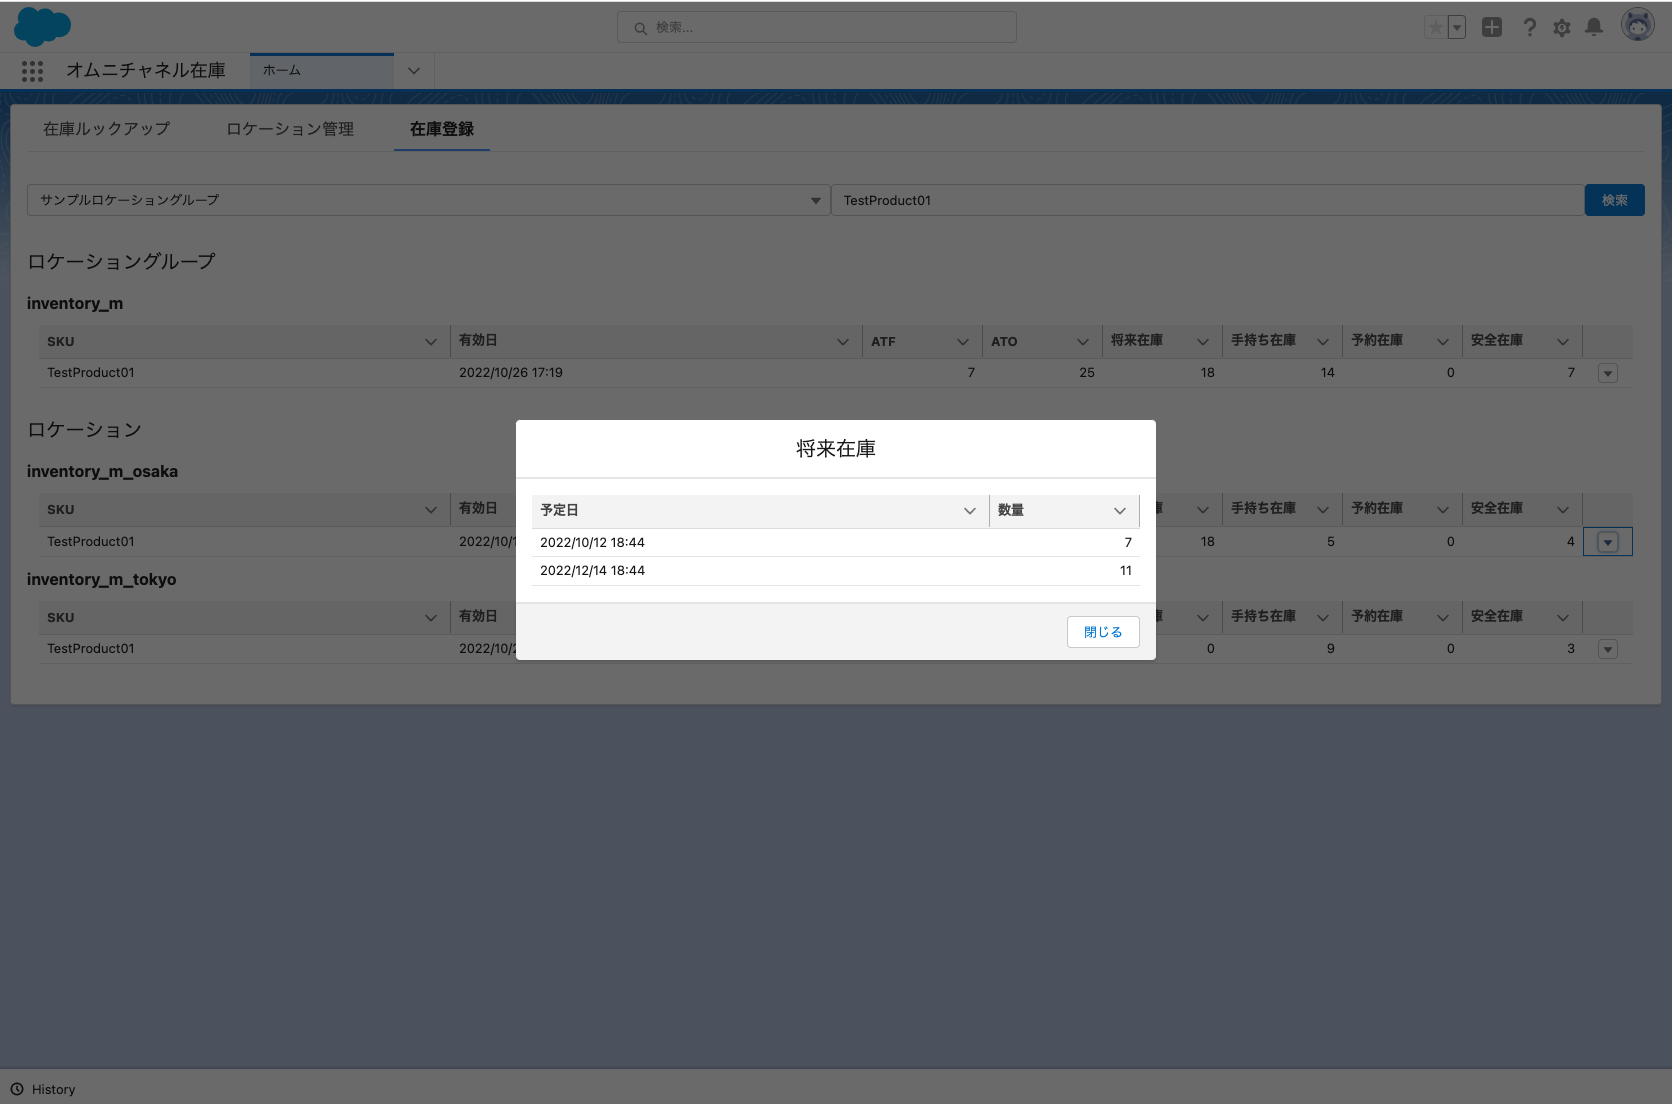 検索...
オムニチャネル在庫 ホーム
在庫ルックアップ ロケーション管理 在庫登録
サンプルロケーショングループ TestProduct01 検索
ロケーショングループ
inventory_m
SKU 有効日 ATF ATO 将来在庫 手持ち在庫 予約在庫 安全在庫
TestProduct01 2022/10/26 17:19 7 25 18 14 0 7
ロケーション
inventory_m_osaka
SKU 有効日 庫 手持ち在庫 予約在庫 安全在庫
TestProduct01 2022/10/1 18 5 0 4
inventory_m_tokyo
SKU 有効日 庫 手持ち在庫 予約在庫 安全在庫
TestProduct01 2022/10/2 0 9 0 3
将来在庫
予定日 数量
2022/10/12 18:44 7
2022/12/14 18:44 11
閉じる
History